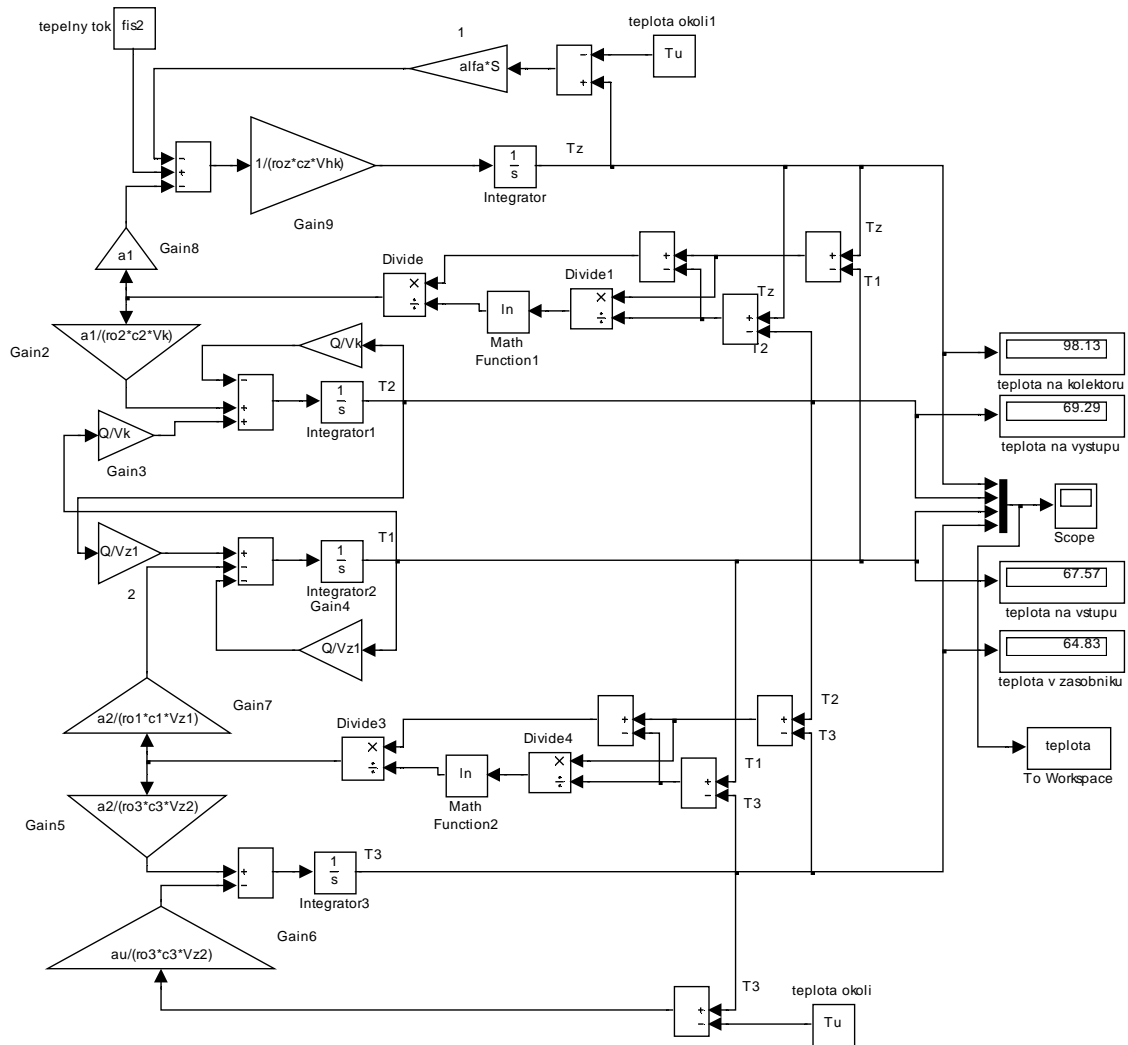 teplota okoli1
tepelny tok
fis2
1
Tu
alfa*S
−
+
−
+
−
1/(roz*cz*Vhk)
1
s
Tz
Integrator
Gain9
Gain8
a1
Tz
Divide
Divide1
+
−
+
−
T1
×
÷
ln
×
÷
Tz
+
−
T2
Math
Function1
a1/(ro2*c2*Vk)
Gain2
Q/Vk
98.13
teplota na kolektoru
−
+
+
1
s
T2
Integrator1
69.29
teplota na vystupu
Q/Vk
Gain3
Scope
Q/Vz1
+
−
−
1
s
T1
Integrator2
Gain4
67.57
teplota na vstupu
2
Q/Vz1
64.83
teplota v zasobniku
a2/(ro1*c1*Vz1)
Gain7
T2
+
−
+
−
T3
Divide3
Divide4
×
÷
ln
×
÷
T1
+
−
T3
Math
Function2
teplota
To Workspace
a2/(ro3*c3*Vz2)
Gain5
+
−
1
s
T3
Integrator3
Gain6
au/(ro3*c3*Vz2)
T3
teplota okoli
+
−
Tu